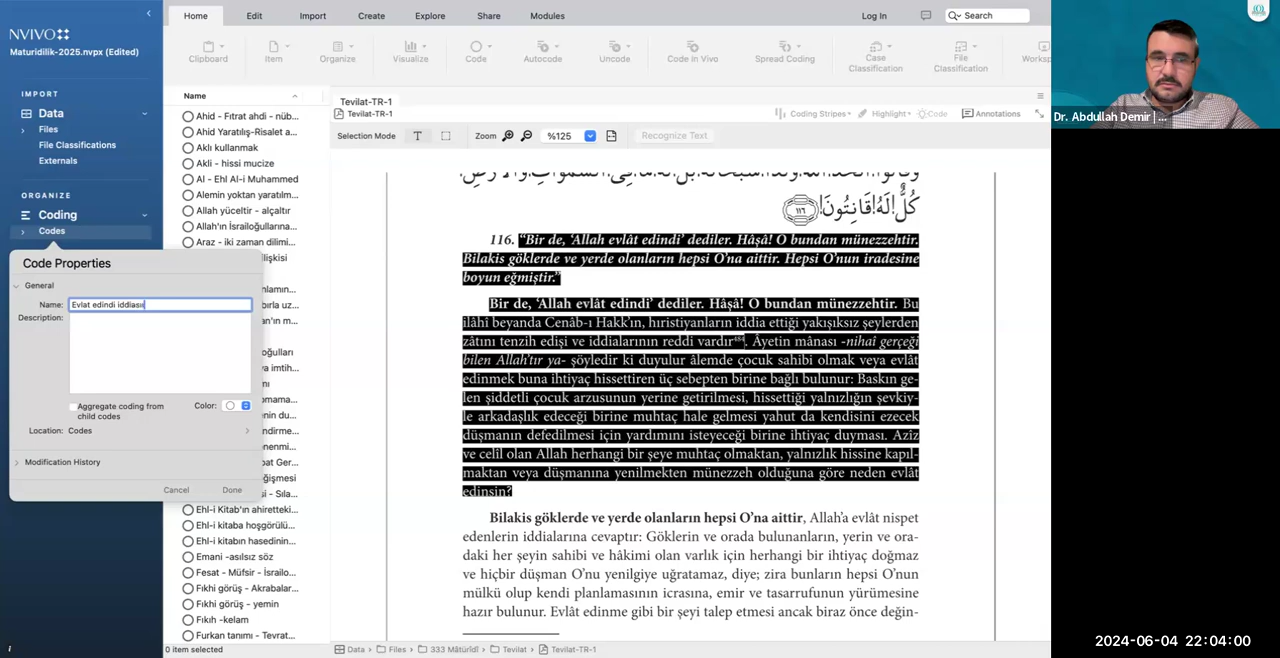 NVIVO
Maturidilik-2025.nvpx (Edited)
IMPORT
Data
Files
File Classifications
Externals
ORGANIZE
Coding
Codes
Home
Edit
Import
Create
Explore
Share
Modules
Log In
Search
Clipboard
Item
Organize
Visualize
Code
Autocode
Uncode
Code In Vivo
Spread Coding
Case
Classification
File
Classification
Worksp
Name
Ahid - Fıtrat ahdi - nüb...
Ahid Yaratılış-Risalet a...
Aklı kullanmak
Akli - hissi mucize
Al - Ehl Al-i Muhammed
Alemin yoktan yaratılm...
Allah yüceltir - alçaltır
Allah'ın İsrailoğullarına...
Araz - iki zaman dilimi...
Code Properties
General
Name:
Evlat edindi iddiası
Description:
Aggregate coding from
child codes
Color:
Location:
Codes
Modification History
Cancel
Done
Ehl-i Kitab'ın ahiretteki...
Ehl-i kitaba hoşgörülü...
Ehl-i kitabın hasedinin...
Emani -asılsız söz
Fesat - Müfsir - İsrailo...
Fıkhi görüş - Akrabalar...
Fıkhi görüş - yemin
Fıkıh -kelam
Furkan tanımı - Tevrat...
0 item selected
Tevilat-TR-1
Tevilat-TR-1
Coding Stripes
Highlight
Code
Annotations
Selection Mode
T
Zoom
%125
Recognize Text
كُلٌّ لَهُ قَانِتُونَ ﴿١١٦﴾
116. “Bir de, ‘Allah evlât edindi’ dediler. Hâşâ! O bundan münezzehtir.
Bilakis göklerde ve yerde olanların hepsi O’na aittir. Hepsi O’nun iradesine
boyun eğmiştir.”
Bir de, ‘Allah evlât edindi’ dediler. Hâşâ! O bundan münezzehtir. Bu
ilâhî beyanda Cenâb-ı Hakk’ın, hıristiyanların iddia ettiği yakışıksız şeylerden
zâtını tenzih edişi ve iddialarının reddi vardır⁴⁸⁴. Âyetin mânası -nihai gerçeği
bilen Allah’tır ya- şöyledir ki duyulur âlemde çocuk sahibi olmak veya evlât
edinmek buna ihtiyaç hissettiren üç sebepten birine bağlı bulunur: Baskın ge-
len şiddetli çocuk arzusunun yerine getirilmesi, hissettiği yalnızlığın şevkiy-
le arkadaşlık edeceği birine muhtaç hale gelmesi yahut da kendisini ezecek
düşmanın defedilmesi için yardımını isteyeceği birine ihtiyaç duyması. Azîz
ve celîl olan Allah herhangi bir şeye muhtaç olmaktan, yalnızlık hissine kapıl-
maktan veya düşmanına yenilmekten münezzeh olduğuna göre neden evlât
edinsin?
Bilakis göklerde ve yerde olanların hepsi O’na aittir, Allah’a evlât nispet
edenlerin iddialarına cevaptır: Göklerin ve orada bulunanların, yerin ve ora-
daki her şeyin sahibi ve hâkimi olan varlık için herhangi bir ihtiyaç doğmaz
ve hiçbir düşman O’nu yenilgiye uğratamaz, diye; zira bunların hepsi O’nun
mülkü olup kendi planlamasının icrasına, emir ve tasarrufunun yürümesine
hazır bulunur. Evlât edinme gibi bir şeyi talep etmesi ancak biraz önce değin-
Data
Files
333 Mâtürîdî
Tevilat
Tevilat-TR-1
Dr. Abdullah Demir | ...
2024-06-04 22:04:00